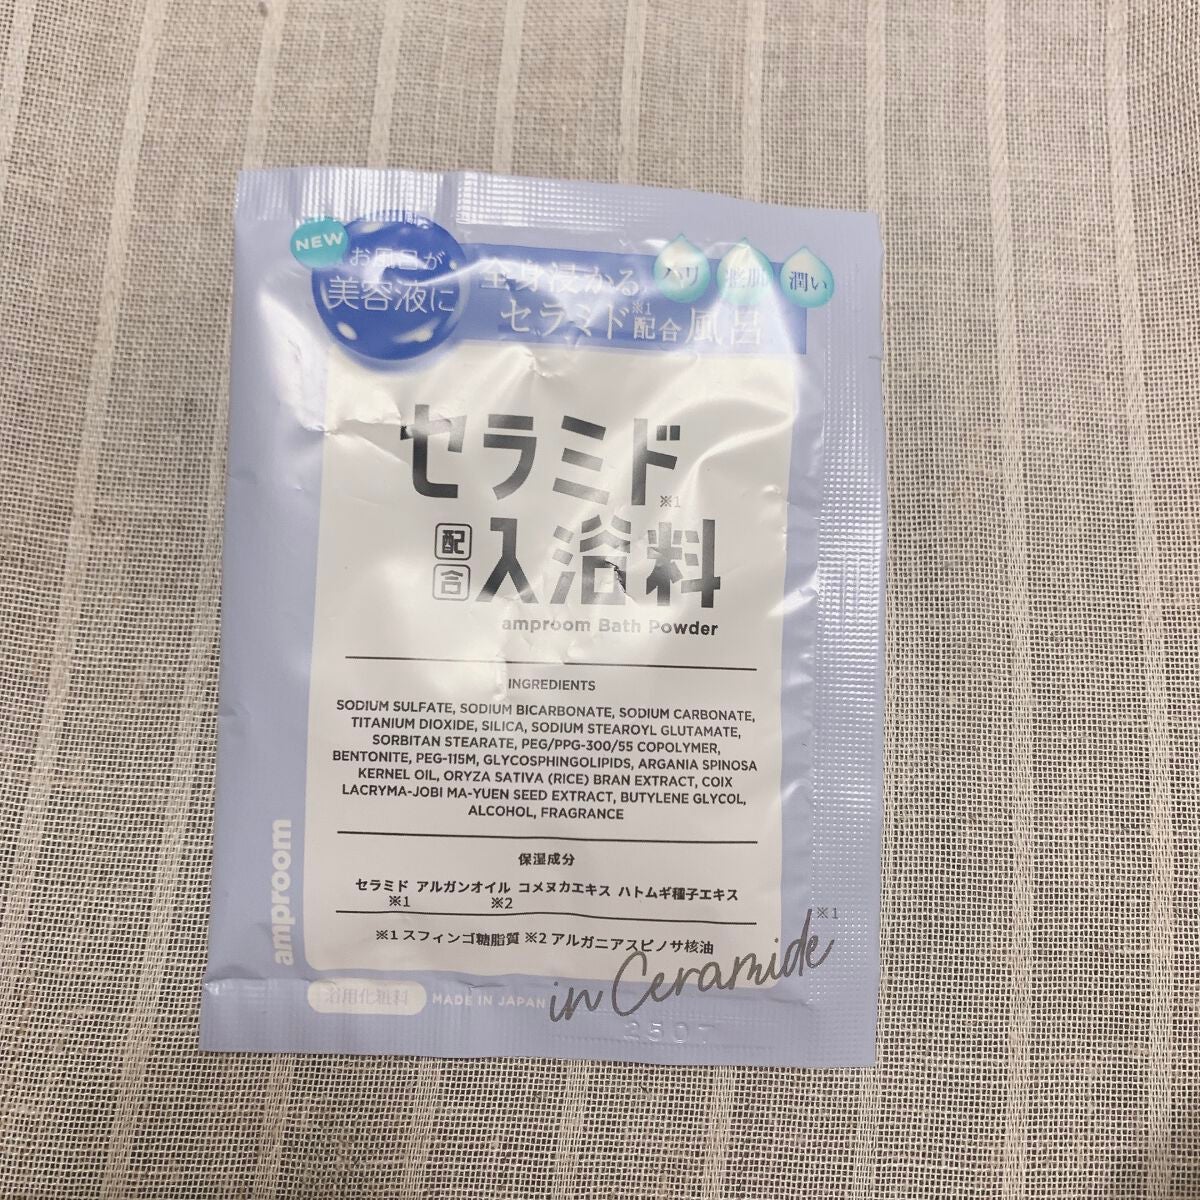 NEW
お風呂が
美容液に
全身浸かる、
セラミド※1配合風呂
ハリ
整肌
潤い
セラミド※1
配合
入浴料
amproom Bath Powder
INGREDIENTS
SODIUM SULFATE, SODIUM BICARBONATE, SODIUM CARBONATE,
TITANIUM DIOXIDE, SILICA, SODIUM STEAROYL GLUTAMATE,
SORBITAN STEARATE, PEG/PPG-300/55 COPOLYMER,
BENTONITE, PEG-115M, GLYCOSPHINGOLIPIDS, ARGANIA SPINOSA
KERNEL OIL, ORYZA SATIVA (RICE) BRAN EXTRACT, COIX
LACRYMA-JOBI MA-YUEN SEED EXTRACT, BUTYLENE GLYCOL,
ALCOHOL, FRAGRANCE
保湿成分
セラミド アルガンオイル コメヌカエキス ハトムギ種子エキス
※1 ※2
※1 スフィンゴ糖脂質 ※2 アルガニアスピノサ核油
in Ceramide※1
amproom
浴用化粧料
MADE IN JAPAN
2507